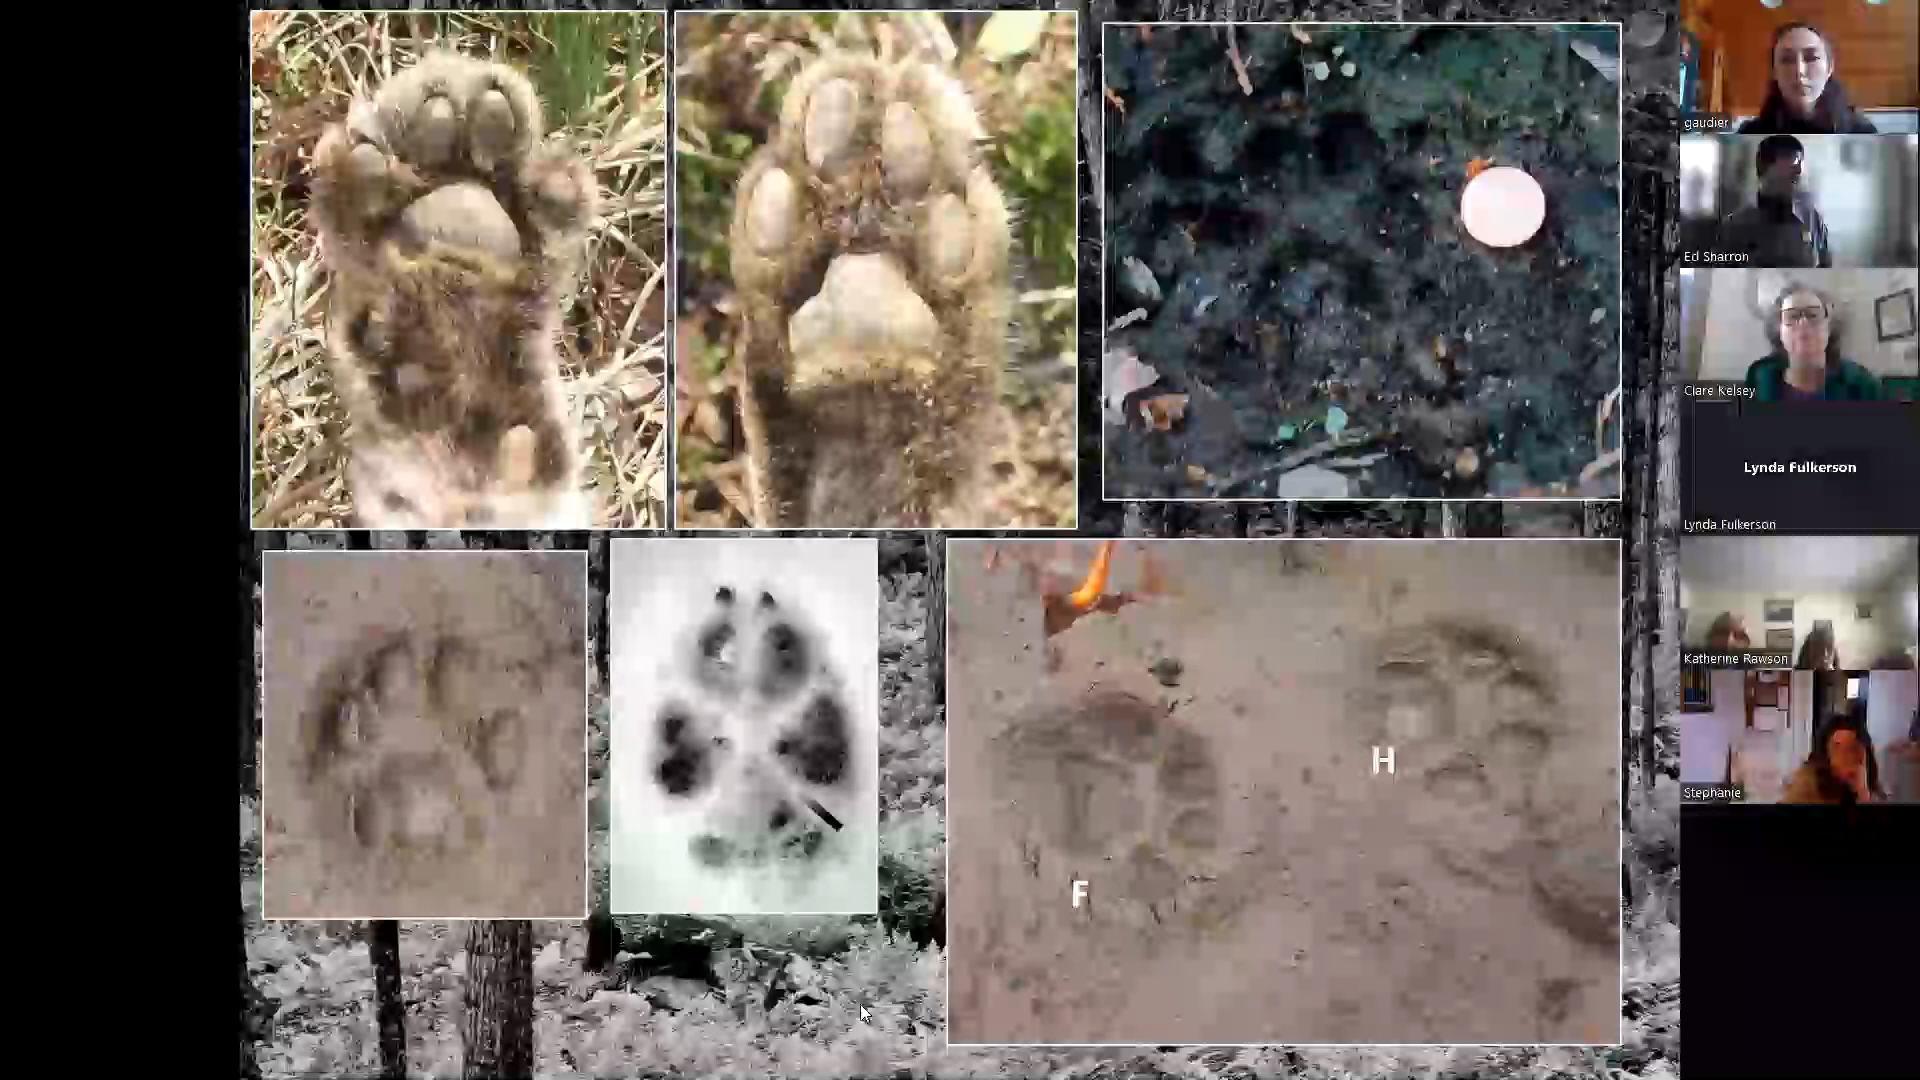 gaudier
Ed Sharron
Clare Kelsey
Lynda Fulkerson
Lynda Fulkerson
Katherine Rawson
Stephanie
H
F